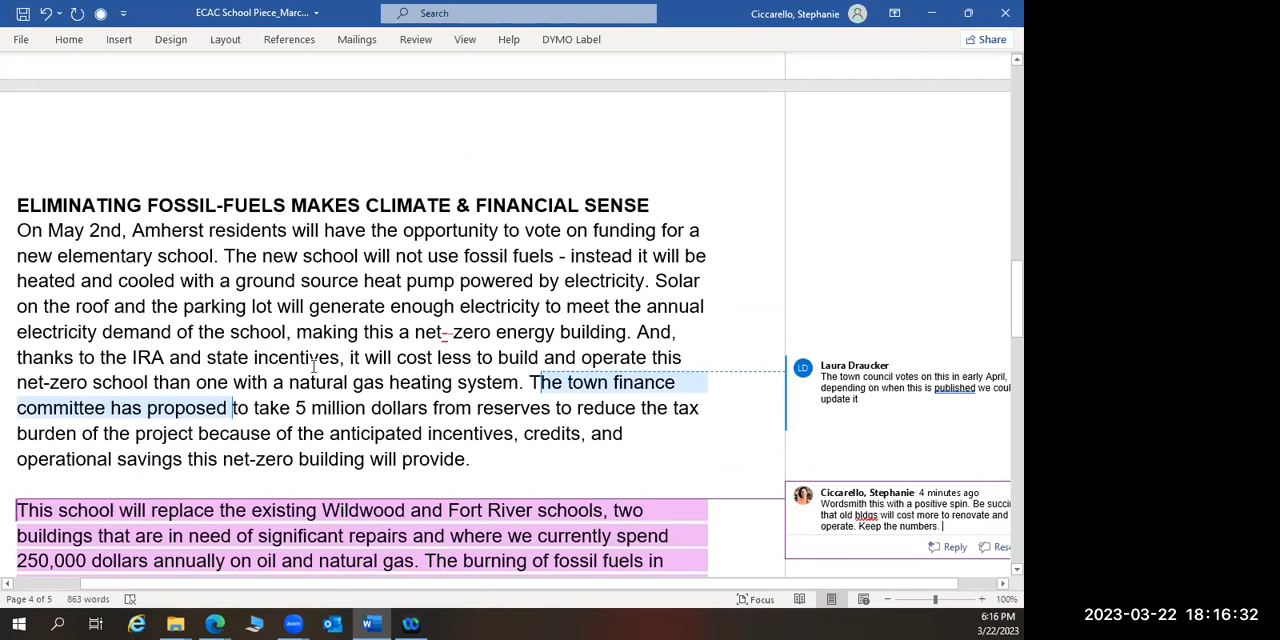 ECAC School Piece_Marc...
Search
Ciccarello, Stephanie
File Home Insert Design Layout References Mailings Review View Help DYMO Label
Share
ELIMINATING FOSSIL-FUELS MAKES CLIMATE & FINANCIAL SENSE
On May 2nd, Amherst residents will have the opportunity to vote on funding for a
new elementary school. The new school will not use fossil fuels - instead it will be
heated and cooled with a ground source heat pump powered by electricity. Solar
on the roof and the parking lot will generate enough electricity to meet the annual
electricity demand of the school, making this a net--zero energy building. And,
thanks to the IRA and state incentives, it will cost less to build and operate this
net-zero school than one with a natural gas heating system. The town finance
committee has proposed to take 5 million dollars from reserves to reduce the tax
burden of the project because of the anticipated incentives, credits, and
operational savings this net-zero building will provide.
This school will replace the existing Wildwood and Fort River schools, two
buildings that are in need of significant repairs and where we currently spend
250,000 dollars annually on oil and natural gas. The burning of fossil fuels in
LD
Laura Draucker
The town council votes on this in early April,
depending on when this is published we coul
update it
Ciccarello, Stephanie 4 minutes ago
Wordsmith this with a positive spin. Be succi
that old bldgs will cost more to renovate and
operate. Keep the numbers.
Reply Res
Page 4 of 5 863 words
Focus
100%
zoom
6:16 PM
3/22/2023
2023-03-22 18:16:32